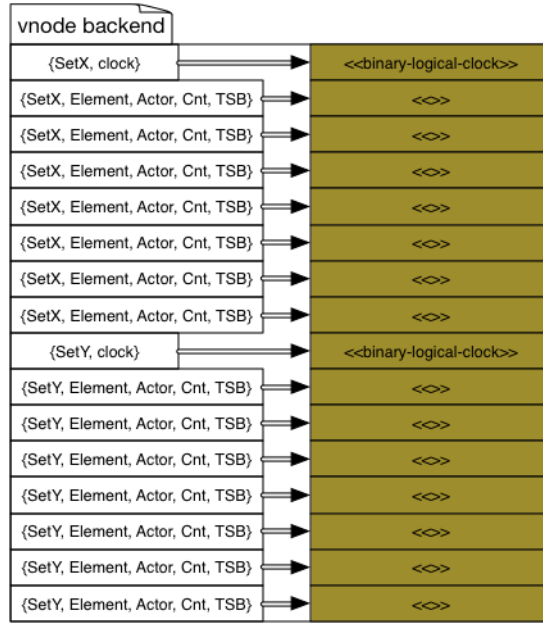 vnode backend
{SetX, clock} <<binary-logical-clock>>
{SetX, Element, Actor, Cnt, TSB} <<>>
{SetX, Element, Actor, Cnt, TSB} <<>>
{SetX, Element, Actor, Cnt, TSB} <<>>
{SetX, Element, Actor, Cnt, TSB} <<>>
{SetX, Element, Actor, Cnt, TSB} <<>>
{SetX, Element, Actor, Cnt, TSB} <<>>
{SetX, Element, Actor, Cnt, TSB} <<>>
{SetY, clock} <<binary-logical-clock>>
{SetY, Element, Actor, Cnt, TSB} <<>>
{SetY, Element, Actor, Cnt, TSB} <<>>
{SetY, Element, Actor, Cnt, TSB} <<>>
{SetY, Element, Actor, Cnt, TSB} <<>>
{SetY, Element, Actor, Cnt, TSB} <<>>
{SetY, Element, Actor, Cnt, TSB} <<>>
{SetY, Element, Actor, Cnt, TSB} <<>>